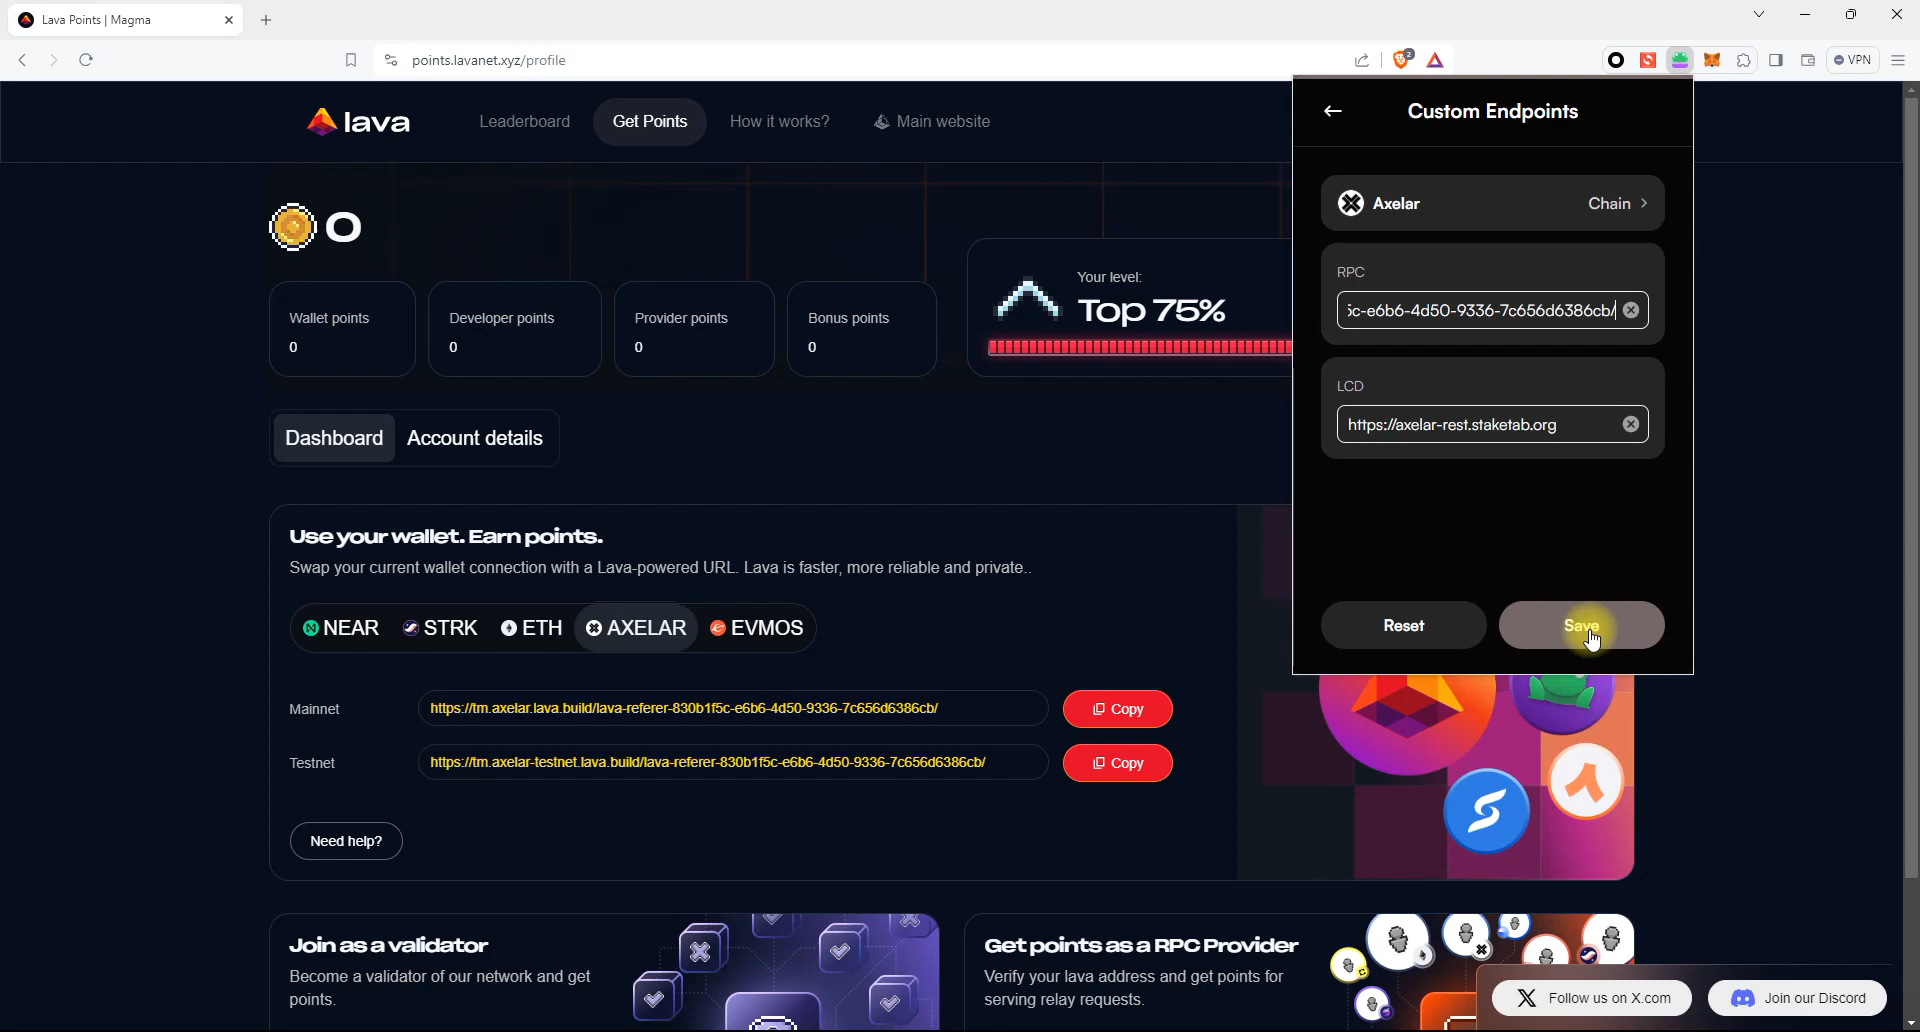 Lava Points | Magma
points.lavanet.xyz/profile
2
VPN
lava
Leaderboard
Get Points
How it works?
Main website
0
Wallet points
0
Developer points
0
Provider points
0
Bonus points
0
Your level:
Top 75%
Dashboard
Account details
Use your wallet. Earn points.
Swap your current wallet connection with a Lava-powered URL. Lava is faster, more reliable and private..
NEAR
STRK
ETH
AXELAR
EVMOS
Mainnet
https://tm.axelar.lava.build/lava-referer-830b1f5c-e6b6-4d50-9336-7c656d6386cb/
Copy
Testnet
https://tm.axelar-testnet.lava.build/lava-referer-830b1f5c-e6b6-4d50-9336-7c656d6386cb/
Copy
Need help?
Join as a validator
Become a validator of our network and get
points.
Get points as a RPC Provider
Verify your lava address and get points for
serving relay requests.
Follow us on X.com
Join our Discord
Custom Endpoints
Axelar
Chain
RPC
5c-e6b6-4d50-9336-7c656d6386cb/
LCD
https://axelar-rest.staketab.org
Reset
Save